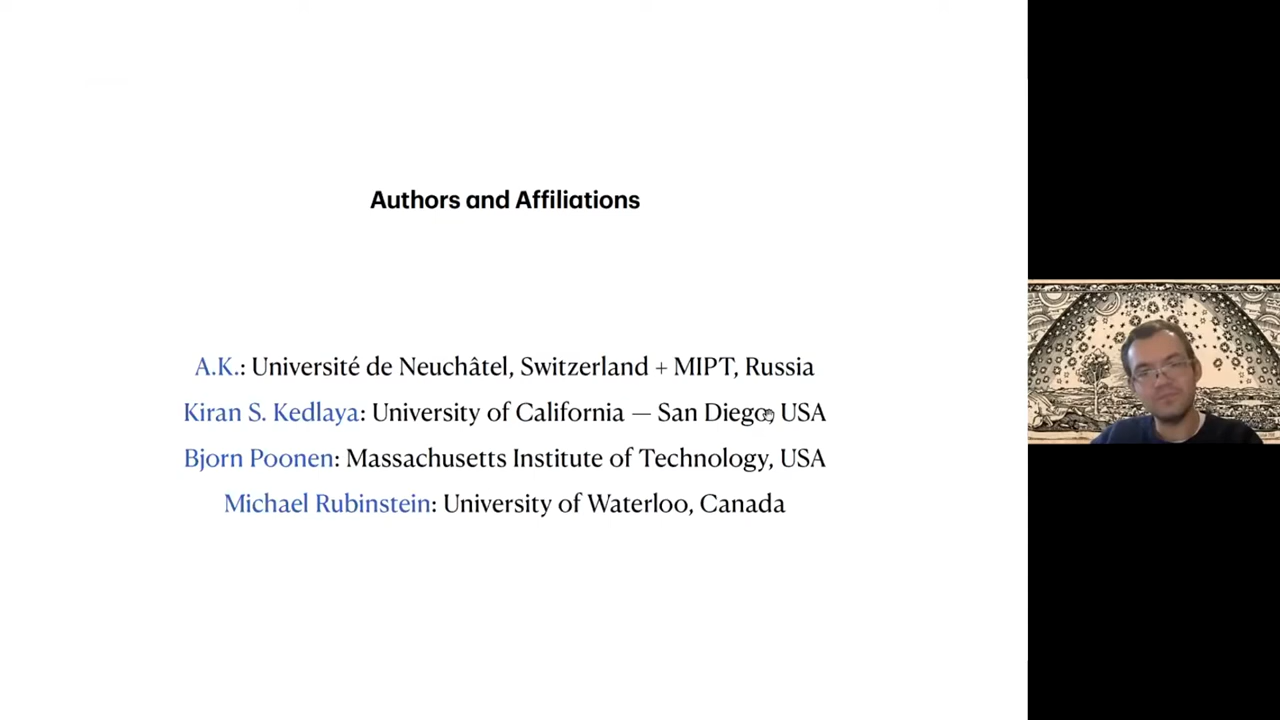 Authors and Affiliations
A.K.: Université de Neuchâtel, Switzerland + MIPT, Russia
Kiran S. Kedlaya: University of California — San Diego, USA
Bjorn Poonen: Massachusetts Institute of Technology, USA
Michael Rubinstein: University of Waterloo, Canada